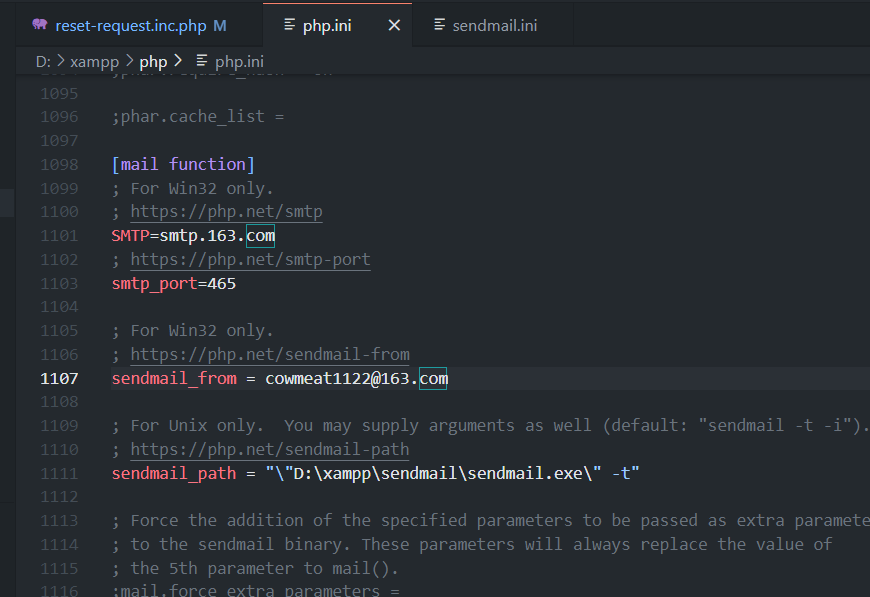 reset-request.inc.php M php.ini sendmail.ini
D: > xampp > php > php.ini
1095
1096 ;phar.cache_list =
1097
1098 [mail function]
1099 ; For Win32 only.
1100 ; https://php.net/smtp
1101 SMTP=smtp.163.com
1102 ; https://php.net/smtp-port
1103 smtp_port=465
1104
1105 ; For Win32 only.
1106 ; https://php.net/sendmail-from
1107 sendmail_from = cowmeat1122@163.com
1108
1109 ; For Unix only.  You may supply arguments as well (default: "sendmail -t -i").
1110 ; https://php.net/sendmail-path
1111 sendmail_path = "\"D:\xampp\sendmail\sendmail.exe\" -t"
1112
1113 ; Force the addition of the specified parameters to be passed as extra paramete
1114 ; to the sendmail binary. These parameters will always replace the value of
1115 ; the 5th parameter to mail().
1116 ;mail.force_extra_parameters =